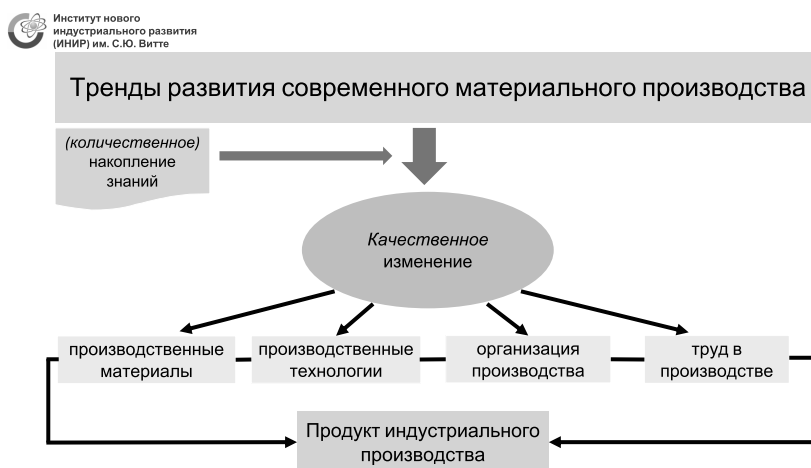 Институт нового
индустриального развития
(ИНИР) им. С.Ю. Витте
Тренды развития современного материального производства
(количественное)
накопление
знаний
Качественное
изменение
производственные
материалы
производственные
технологии
организация
производства
труд в
производстве
Продукт индустриального
производства